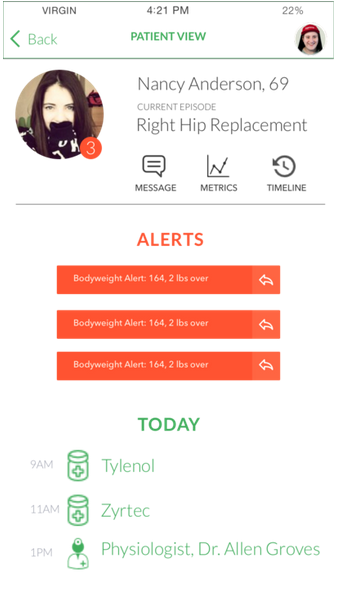 VIRGIN 4:21 PM 22%
Back PATIENT VIEW
Nancy Anderson, 69
CURRENT EPISODE
Right Hip Replacement
3
MESSAGE METRICS TIMELINE
ALERTS
Bodyweight Alert: 164, 2 lbs over
Bodyweight Alert: 164, 2 lbs over
Bodyweight Alert: 164, 2 lbs over
TODAY
9AM Tylenol
11AM Zyrtec
1PM Physiologist, Dr. Allen Groves